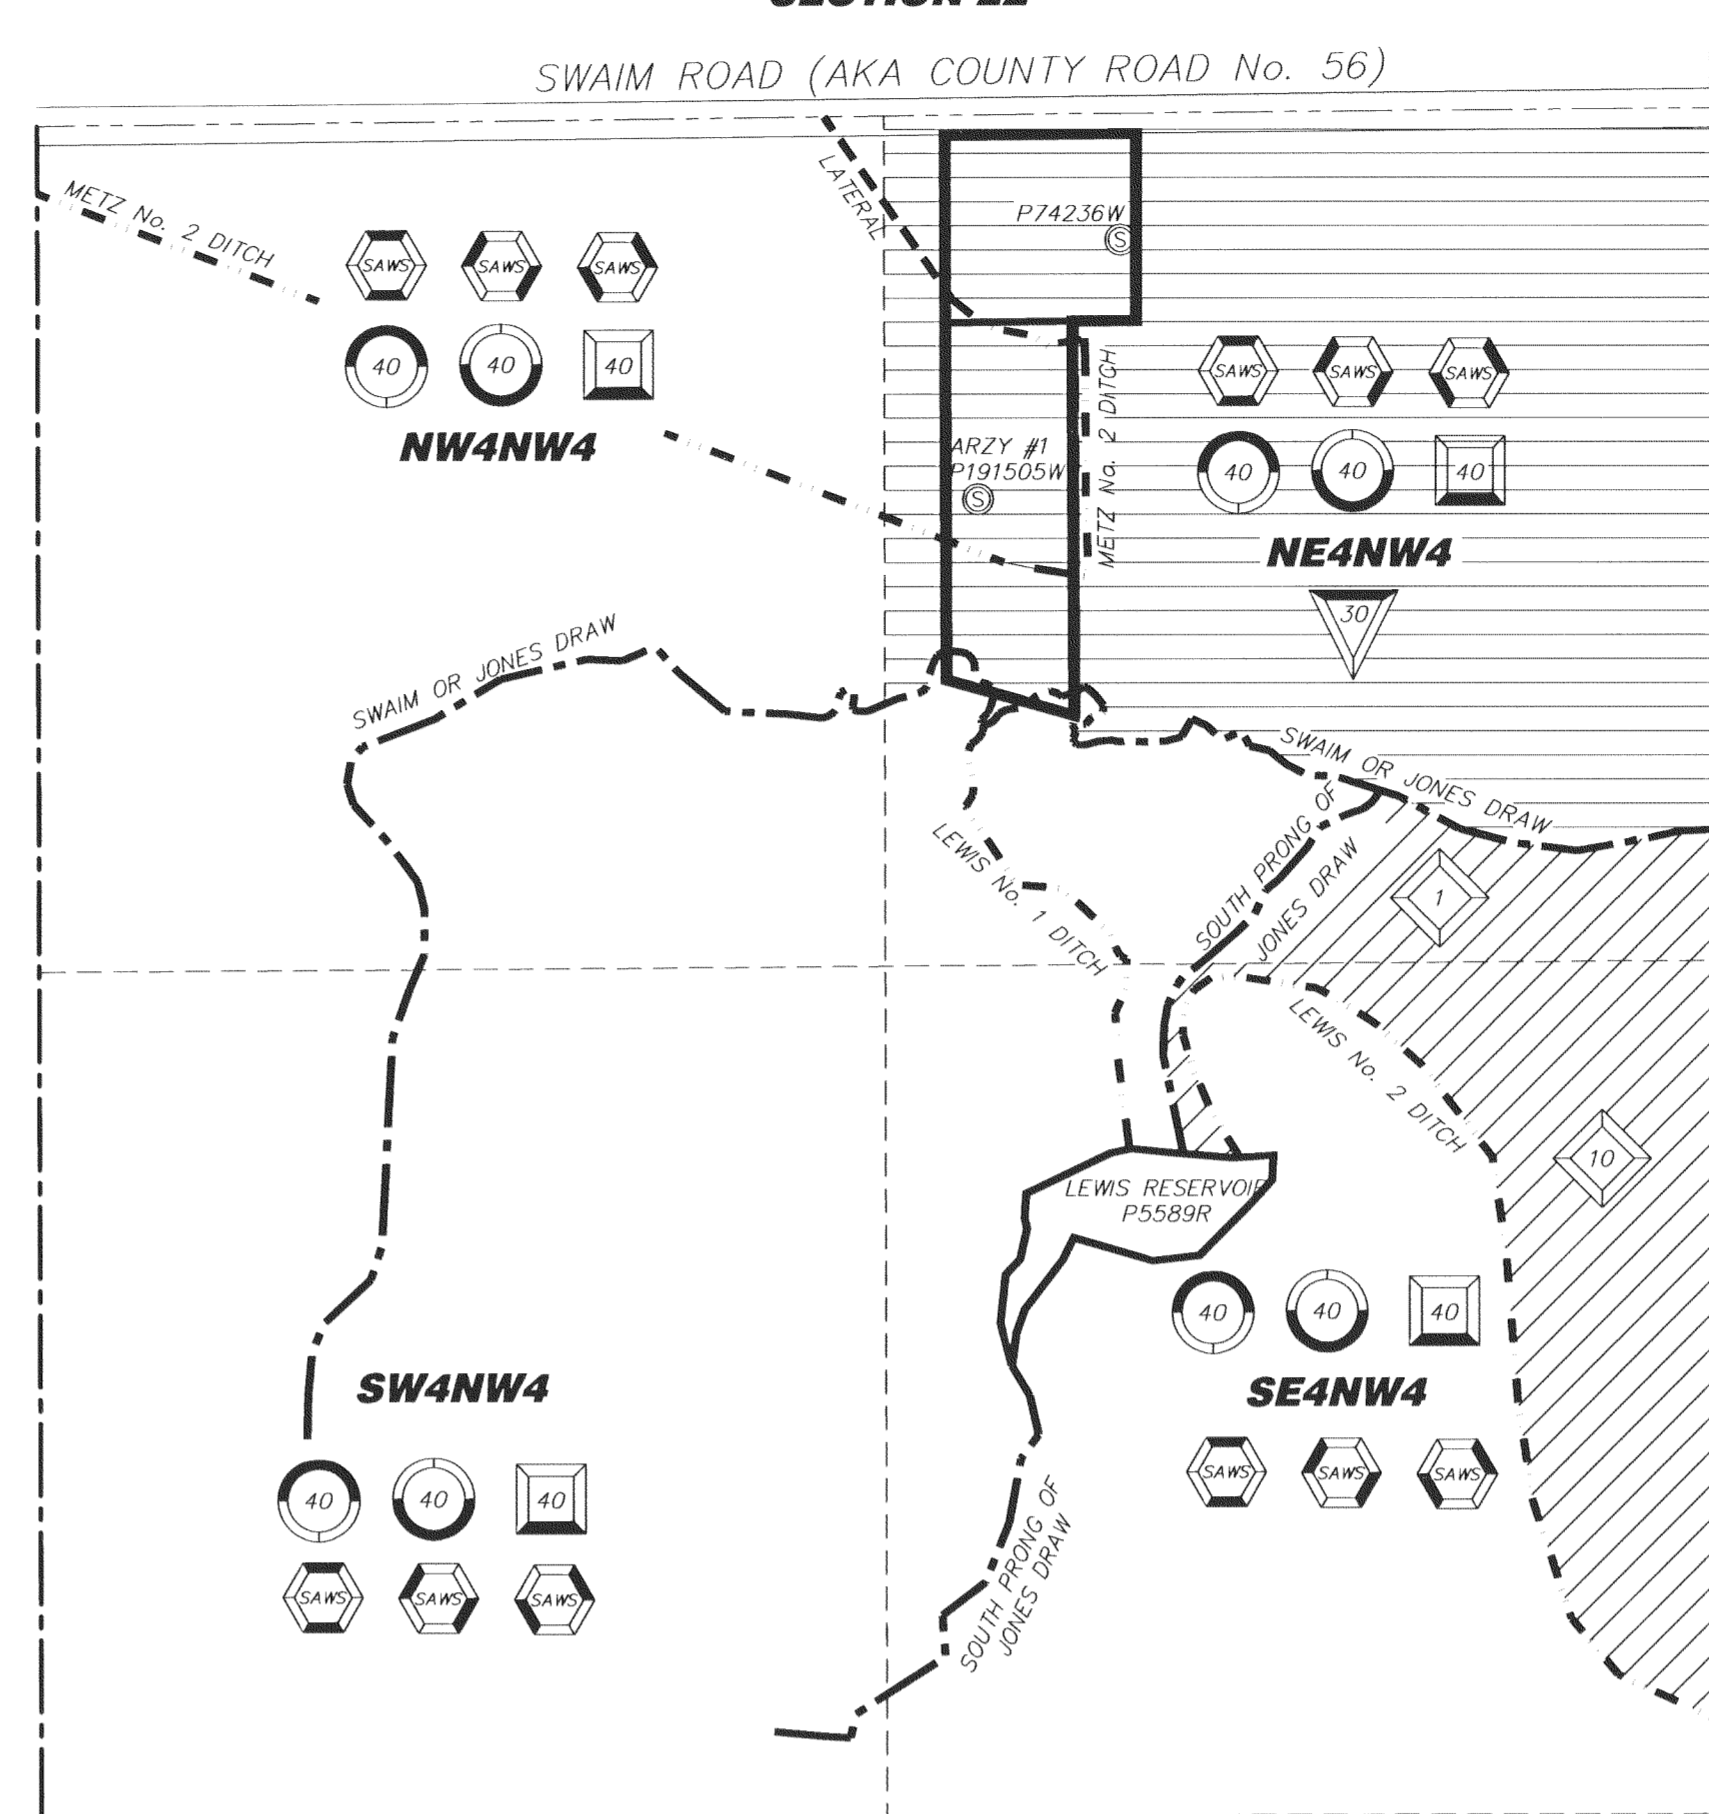 SECTION 22
SWAIM ROAD (AKA COUNTY ROAD No. 56)
METZ No. 2 DITCH
LATERAL
P74236W
S
SAWS SAWS SAWS
40 40 40
NW4NW4
METZ No. 2 DITCH
SAWS SAWS SAWS
40 40 40
NE4NW4
30
ARZY #1
P191505W
S
SWAIM OR JONES DRAW
SWAIM OR JONES DRAW
SOUTH PRONG OF
JONES DRAW
1
LEWIS No. 1 DITCH
LEWIS No. 2 DITCH
10
LEWIS RESERVOIR
P5589R
40 40 40
SE4NW4
SAWS SAWS SAWS
SW4NW4
40 40 40
SAWS SAWS SAWS
SOUTH PRONG OF
JONES DRAW